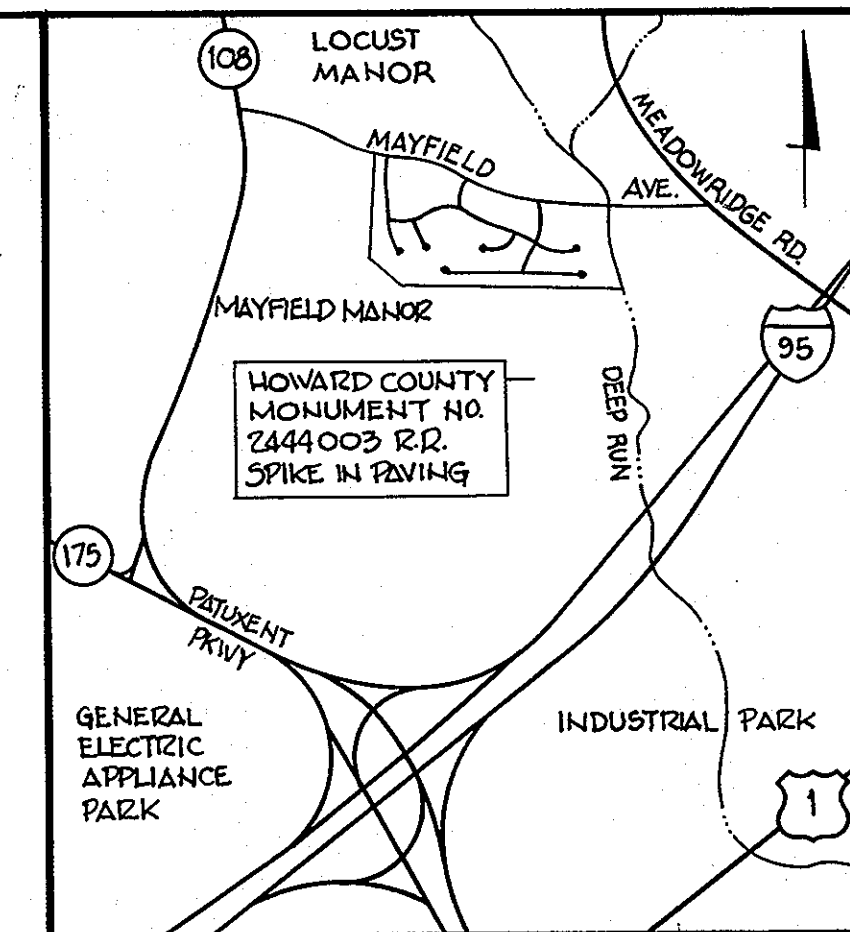 108
LOCUST
MANOR
MEADOWRIDGE RD.
MAYFIELD
AVE.
MAYFIELD MANOR
95
HOWARD COUNTY
MONUMENT NO.
2444003 R.R.
SPIKE IN PAVING
DEEP RUN
175
PATUXENT
PKWY
GENERAL
ELECTRIC
APPLIANCE
PARK
INDUSTRIAL PARK
1